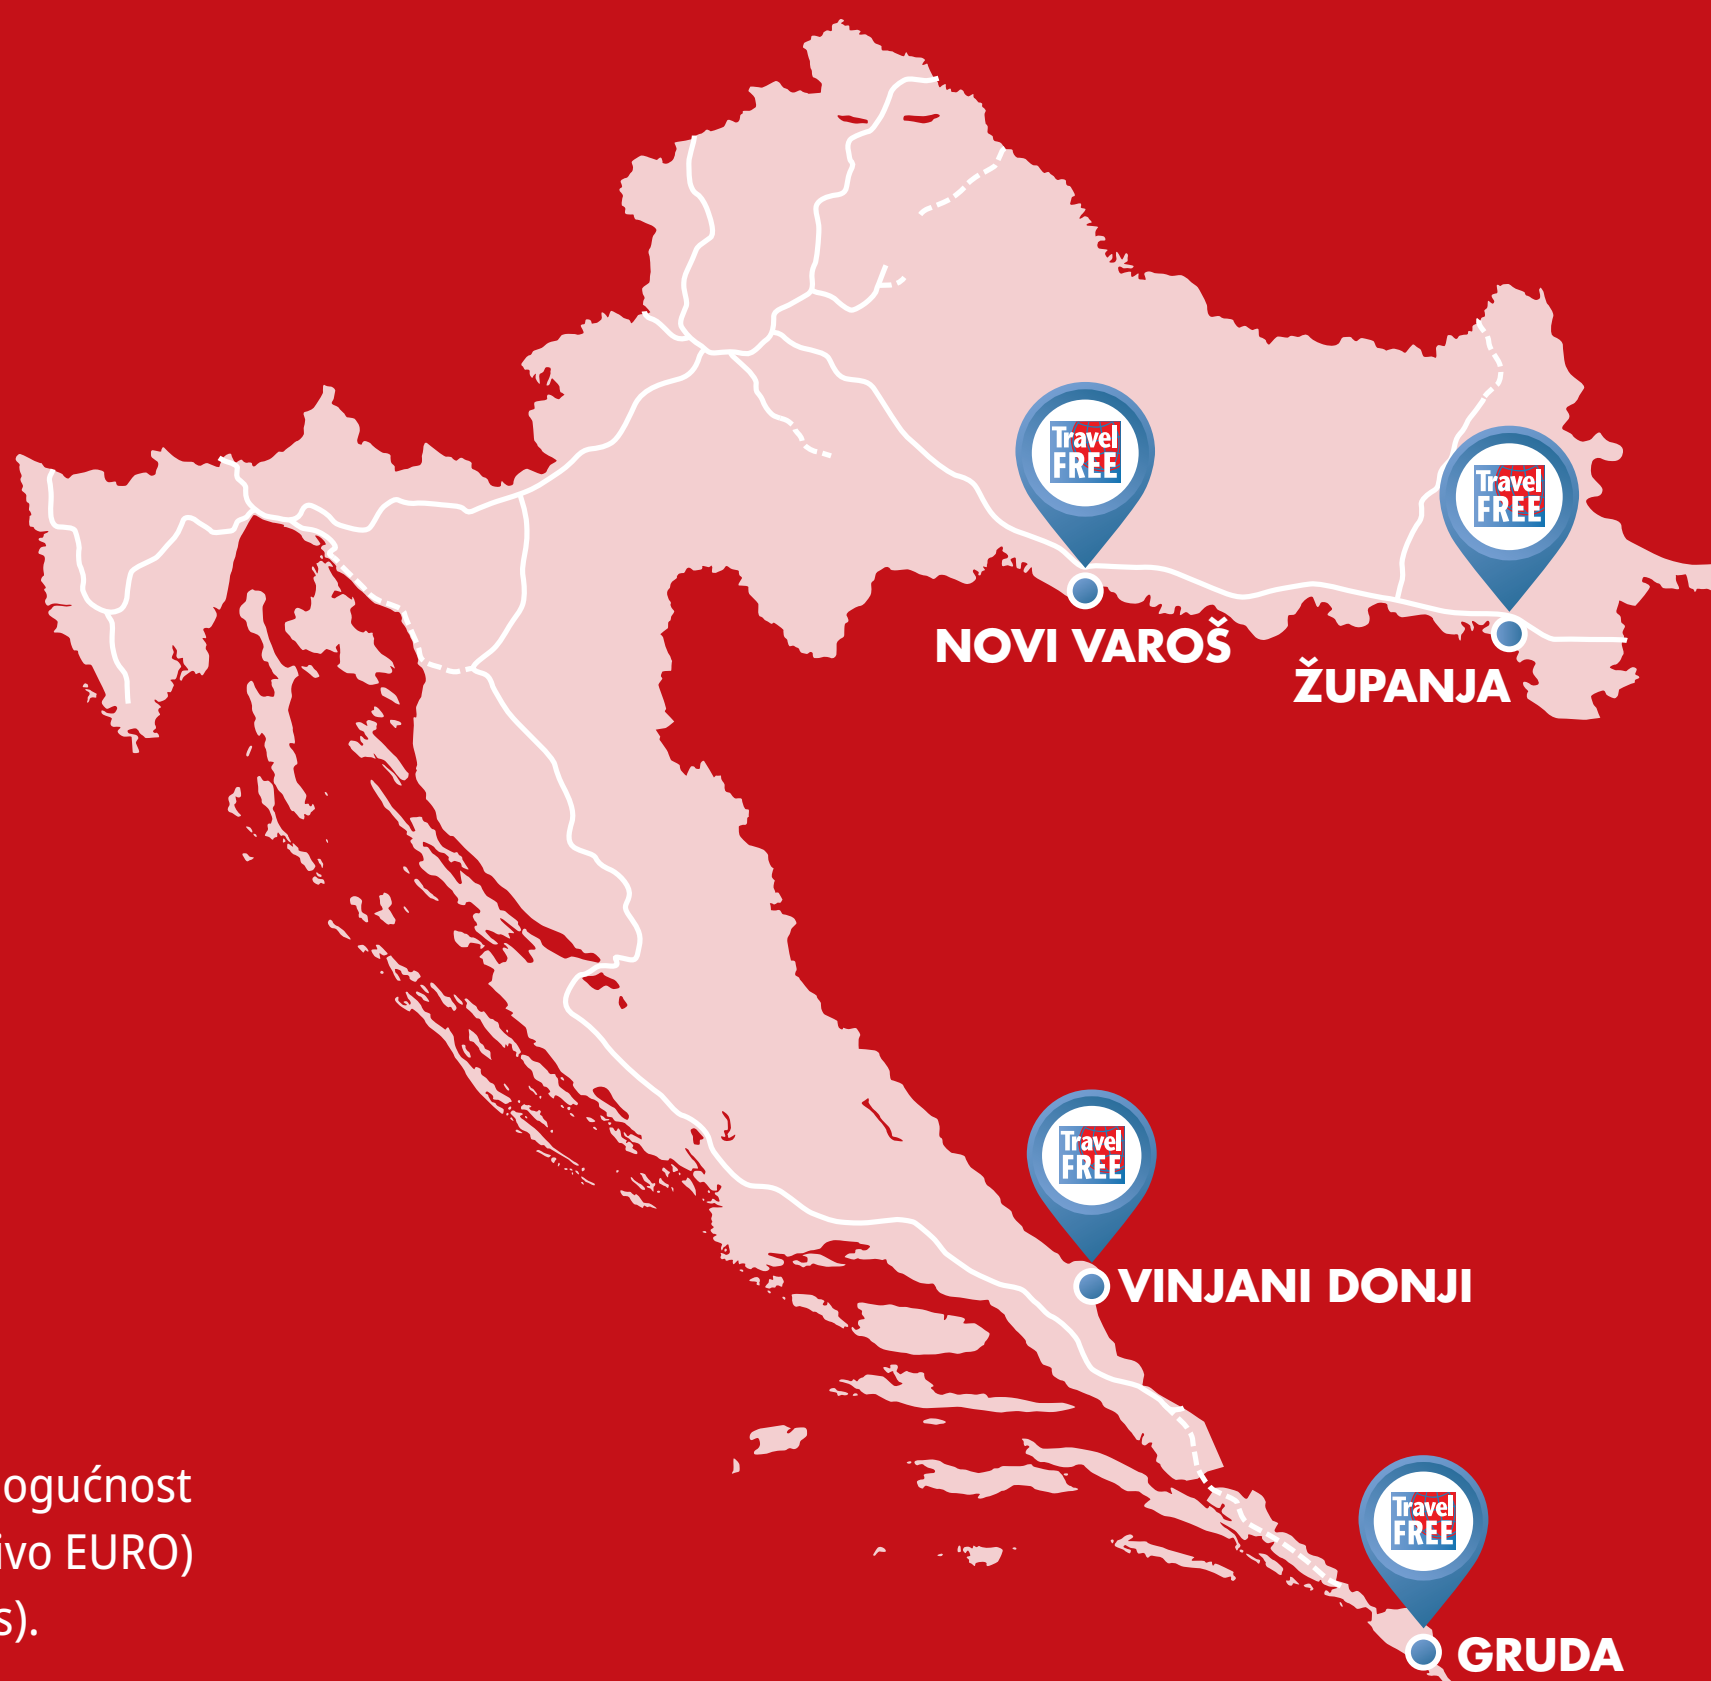 Travel
FREE
Travel
FREE
NOVI VAROŠ
ŽUPANJA
Travel
FREE
VINJANI DONJI
ogućnost
ivo EURO)
s).
Travel
FREE
GRUDA